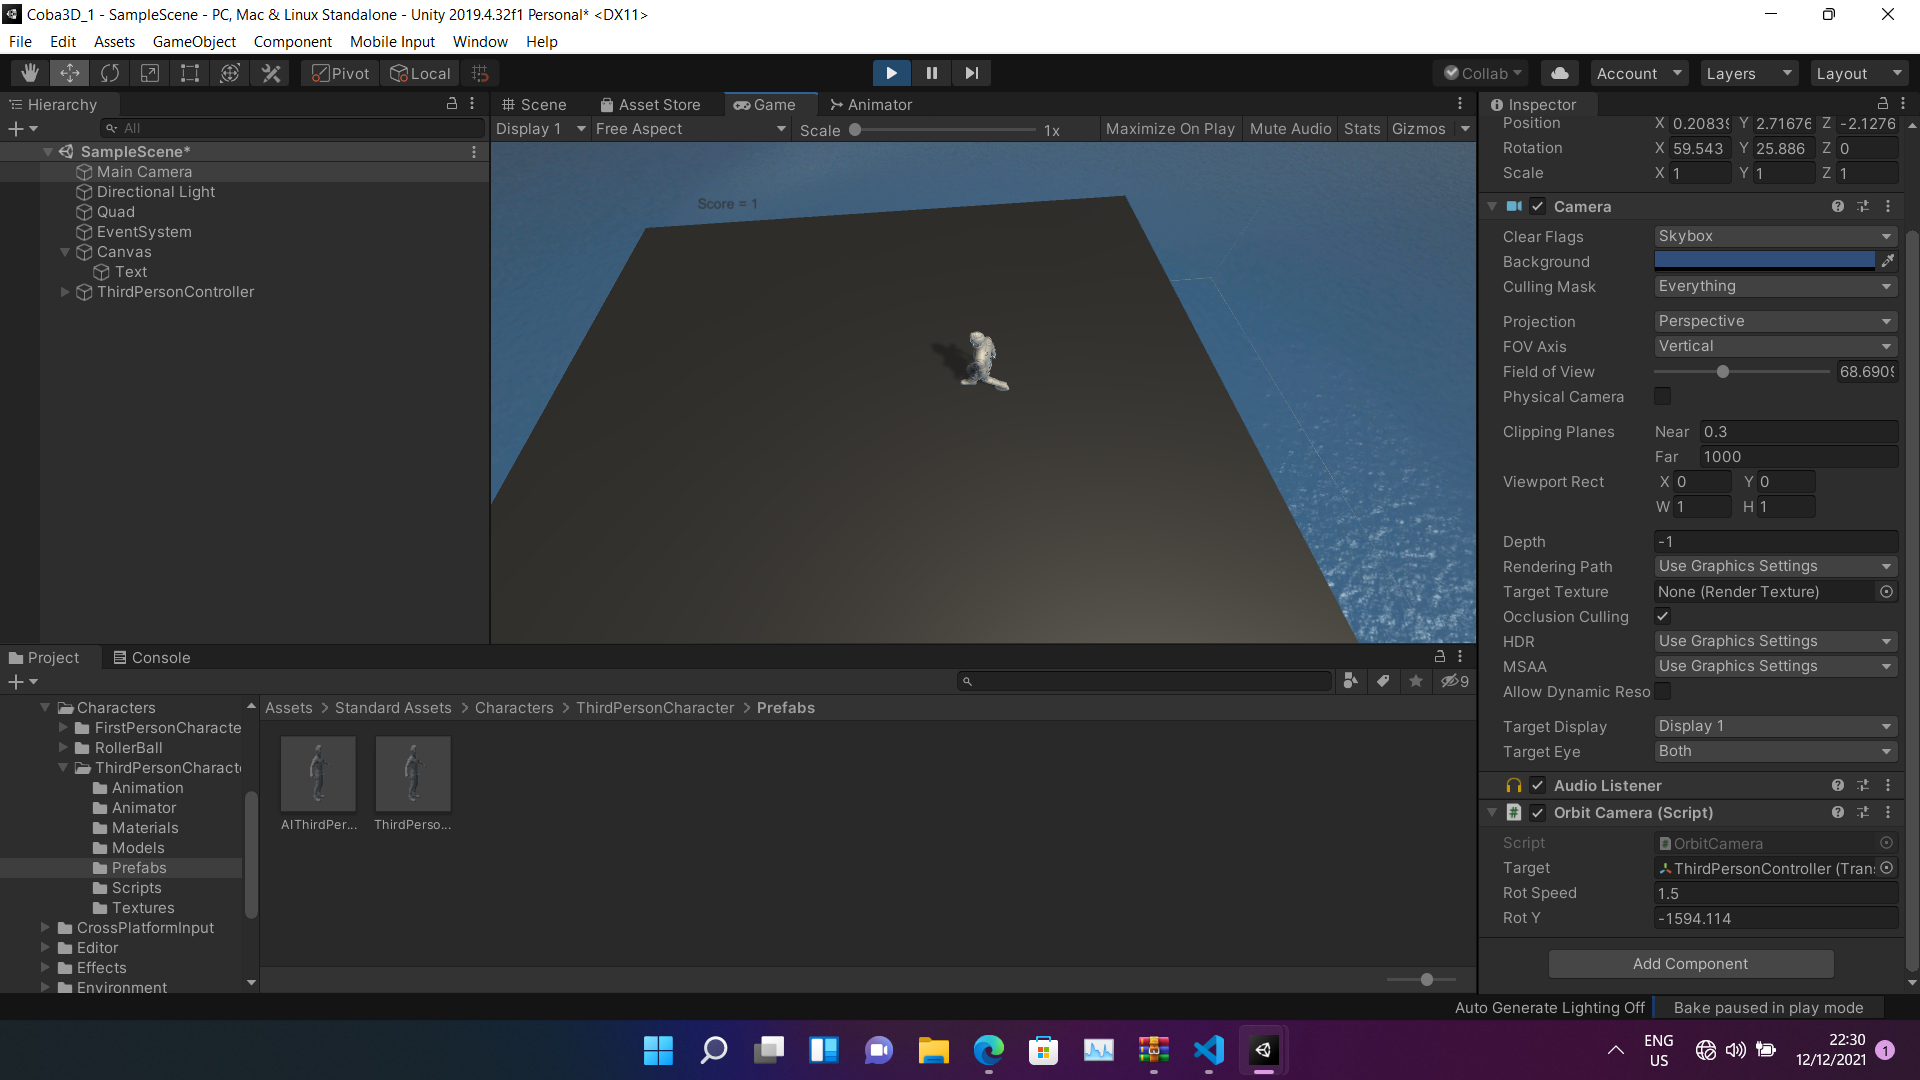 Coba3D_1 - SampleScene - PC, Mac & Linux Standalone - Unity 2019.4.32f1 Personal* <DX11>
File Edit Assets GameObject Component Mobile Input Window Help
Pivot Local Collab Account Layers Layout
Hierarchy
All
SampleScene*
Main Camera
Directional Light
Quad
EventSystem
Canvas
Text
ThirdPersonController
Scene Asset Store Game Animator
Display 1 Free Aspect Scale 1x Maximize On Play Mute Audio Stats Gizmos
Score = 1
Inspector
Position X 0.20839 Y 2.71676 Z -2.1276
Rotation X 59.543 Y 25.886 Z 0
Scale X 1 Y 1 Z 1
Camera
Clear Flags Skybox
Background
Culling Mask Everything
Projection Perspective
FOV Axis Vertical
Field of View 68.6909
Physical Camera
Clipping Planes Near 0.3
Far 1000
Viewport Rect X 0 Y 0
W 1 H 1
Depth -1
Rendering Path Use Graphics Settings
Target Texture None (Render Texture)
Occlusion Culling
HDR Use Graphics Settings
MSAA Use Graphics Settings
Allow Dynamic Reso
Target Display Display 1
Target Eye Both
Audio Listener
Orbit Camera (Script)
Script OrbitCamera
Target ThirdPersonController (Tran
Rot Speed 1.5
Rot Y -1594.114
Add Component
Project Console
9
Characters
FirstPersonCharacte
RollerBall
ThirdPersonCharact
Animation
Animator
Materials
Models
Prefabs
Scripts
Textures
CrossPlatformInput
Editor
Effects
Environment
Assets > Standard Assets > Characters > ThirdPersonCharacter > Prefabs
AIThirdPer... ThirdPerso...
Auto Generate Lighting Off Bake paused in play mode
ENG
US
22:30
12/12/2021
1